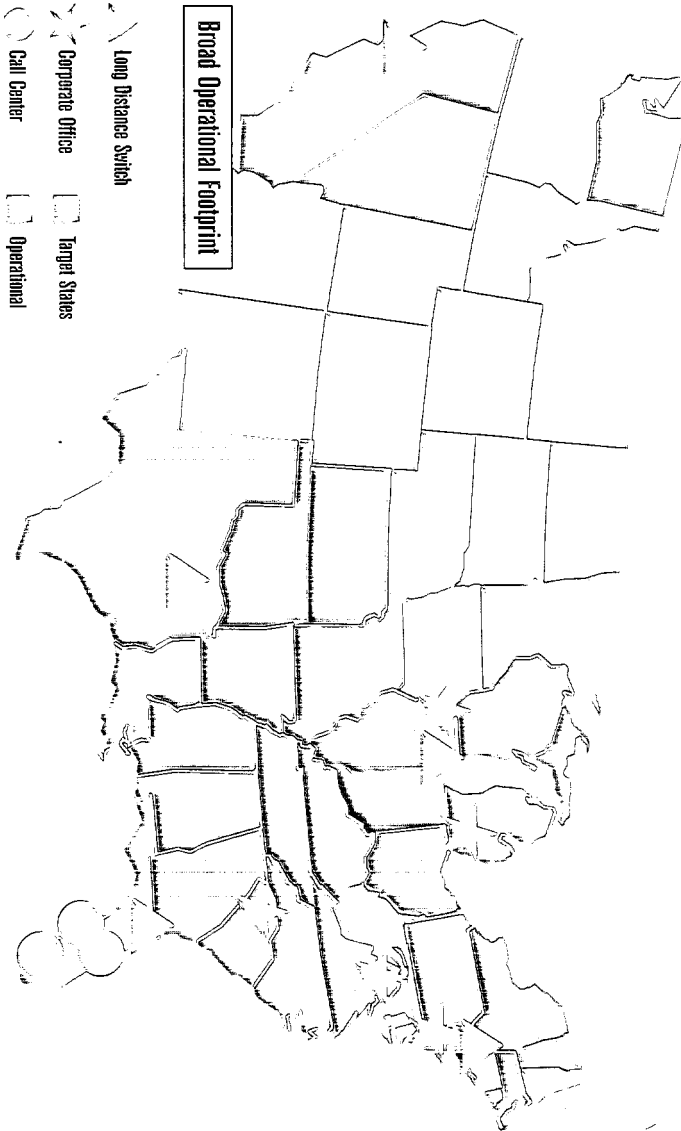 Broad Operational Footprint
Long Distance Switch
Corporate Office
Call Center
Target States
Operational